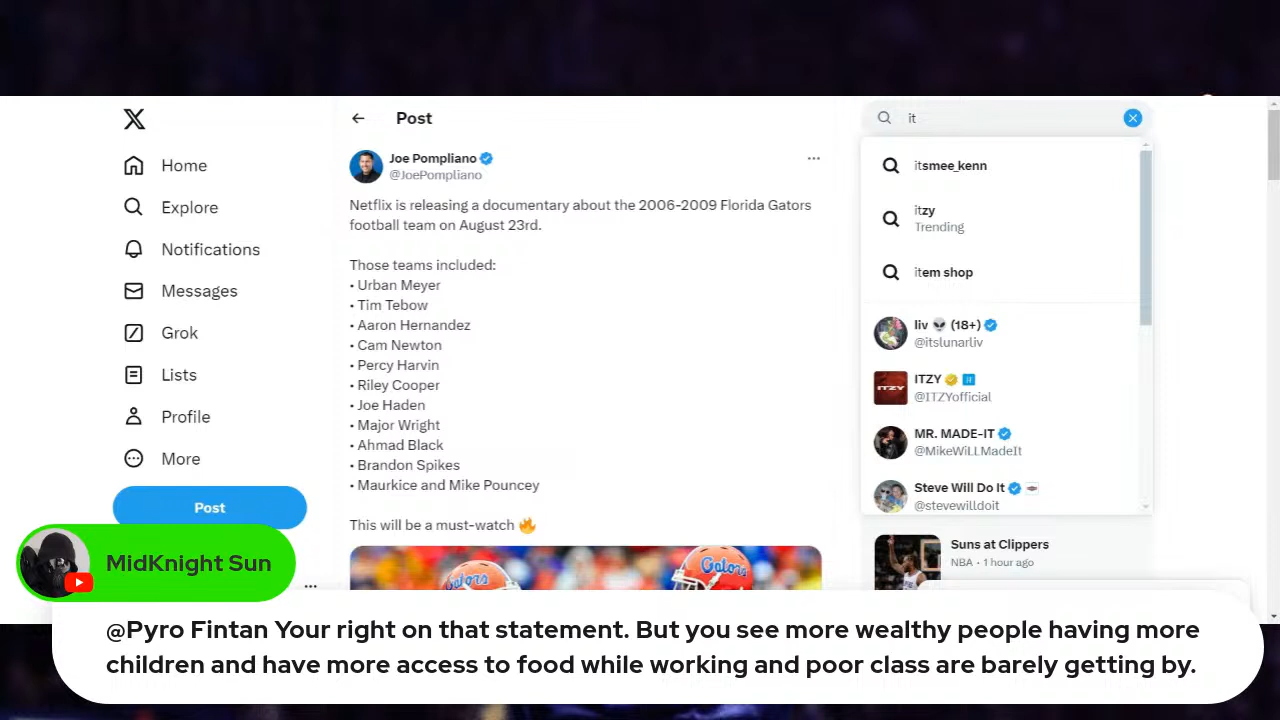 Post
it
Joe Pompliano
@JoePompliano
Home
Explore
Notifications
Messages
Grok
Lists
Profile
More
Post
Netflix is releasing a documentary about the 2006-2009 Florida Gators
football team on August 23rd.
Those teams included:
• Urban Meyer
• Tim Tebow
• Aaron Hernandez
• Cam Newton
• Percy Harvin
• Riley Cooper
• Joe Haden
• Major Wright
• Ahmad Black
• Brandon Spikes
• Maurkice and Mike Pouncey
This will be a must-watch 🔥
Gators
Gators
itsmee_kenn
itzy
Trending
item shop
liv 👽 (18+)
@itslunarliv
ITZY
ITZY
@ITZYofficial
MR. MADE-IT
@MikeWiLLMadeIt
Steve Will Do It
@stevewilldoit
Suns at Clippers
NBA · 1 hour ago
MidKnight Sun
@Pyro Fintan Your right on that statement. But you see more wealthy people having more
children and have more access to food while working and poor class are barely getting by.